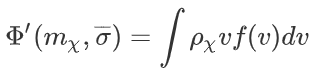 Φ′(m_χ, σ̅) = ∫ ρ_χ v f(v) dv